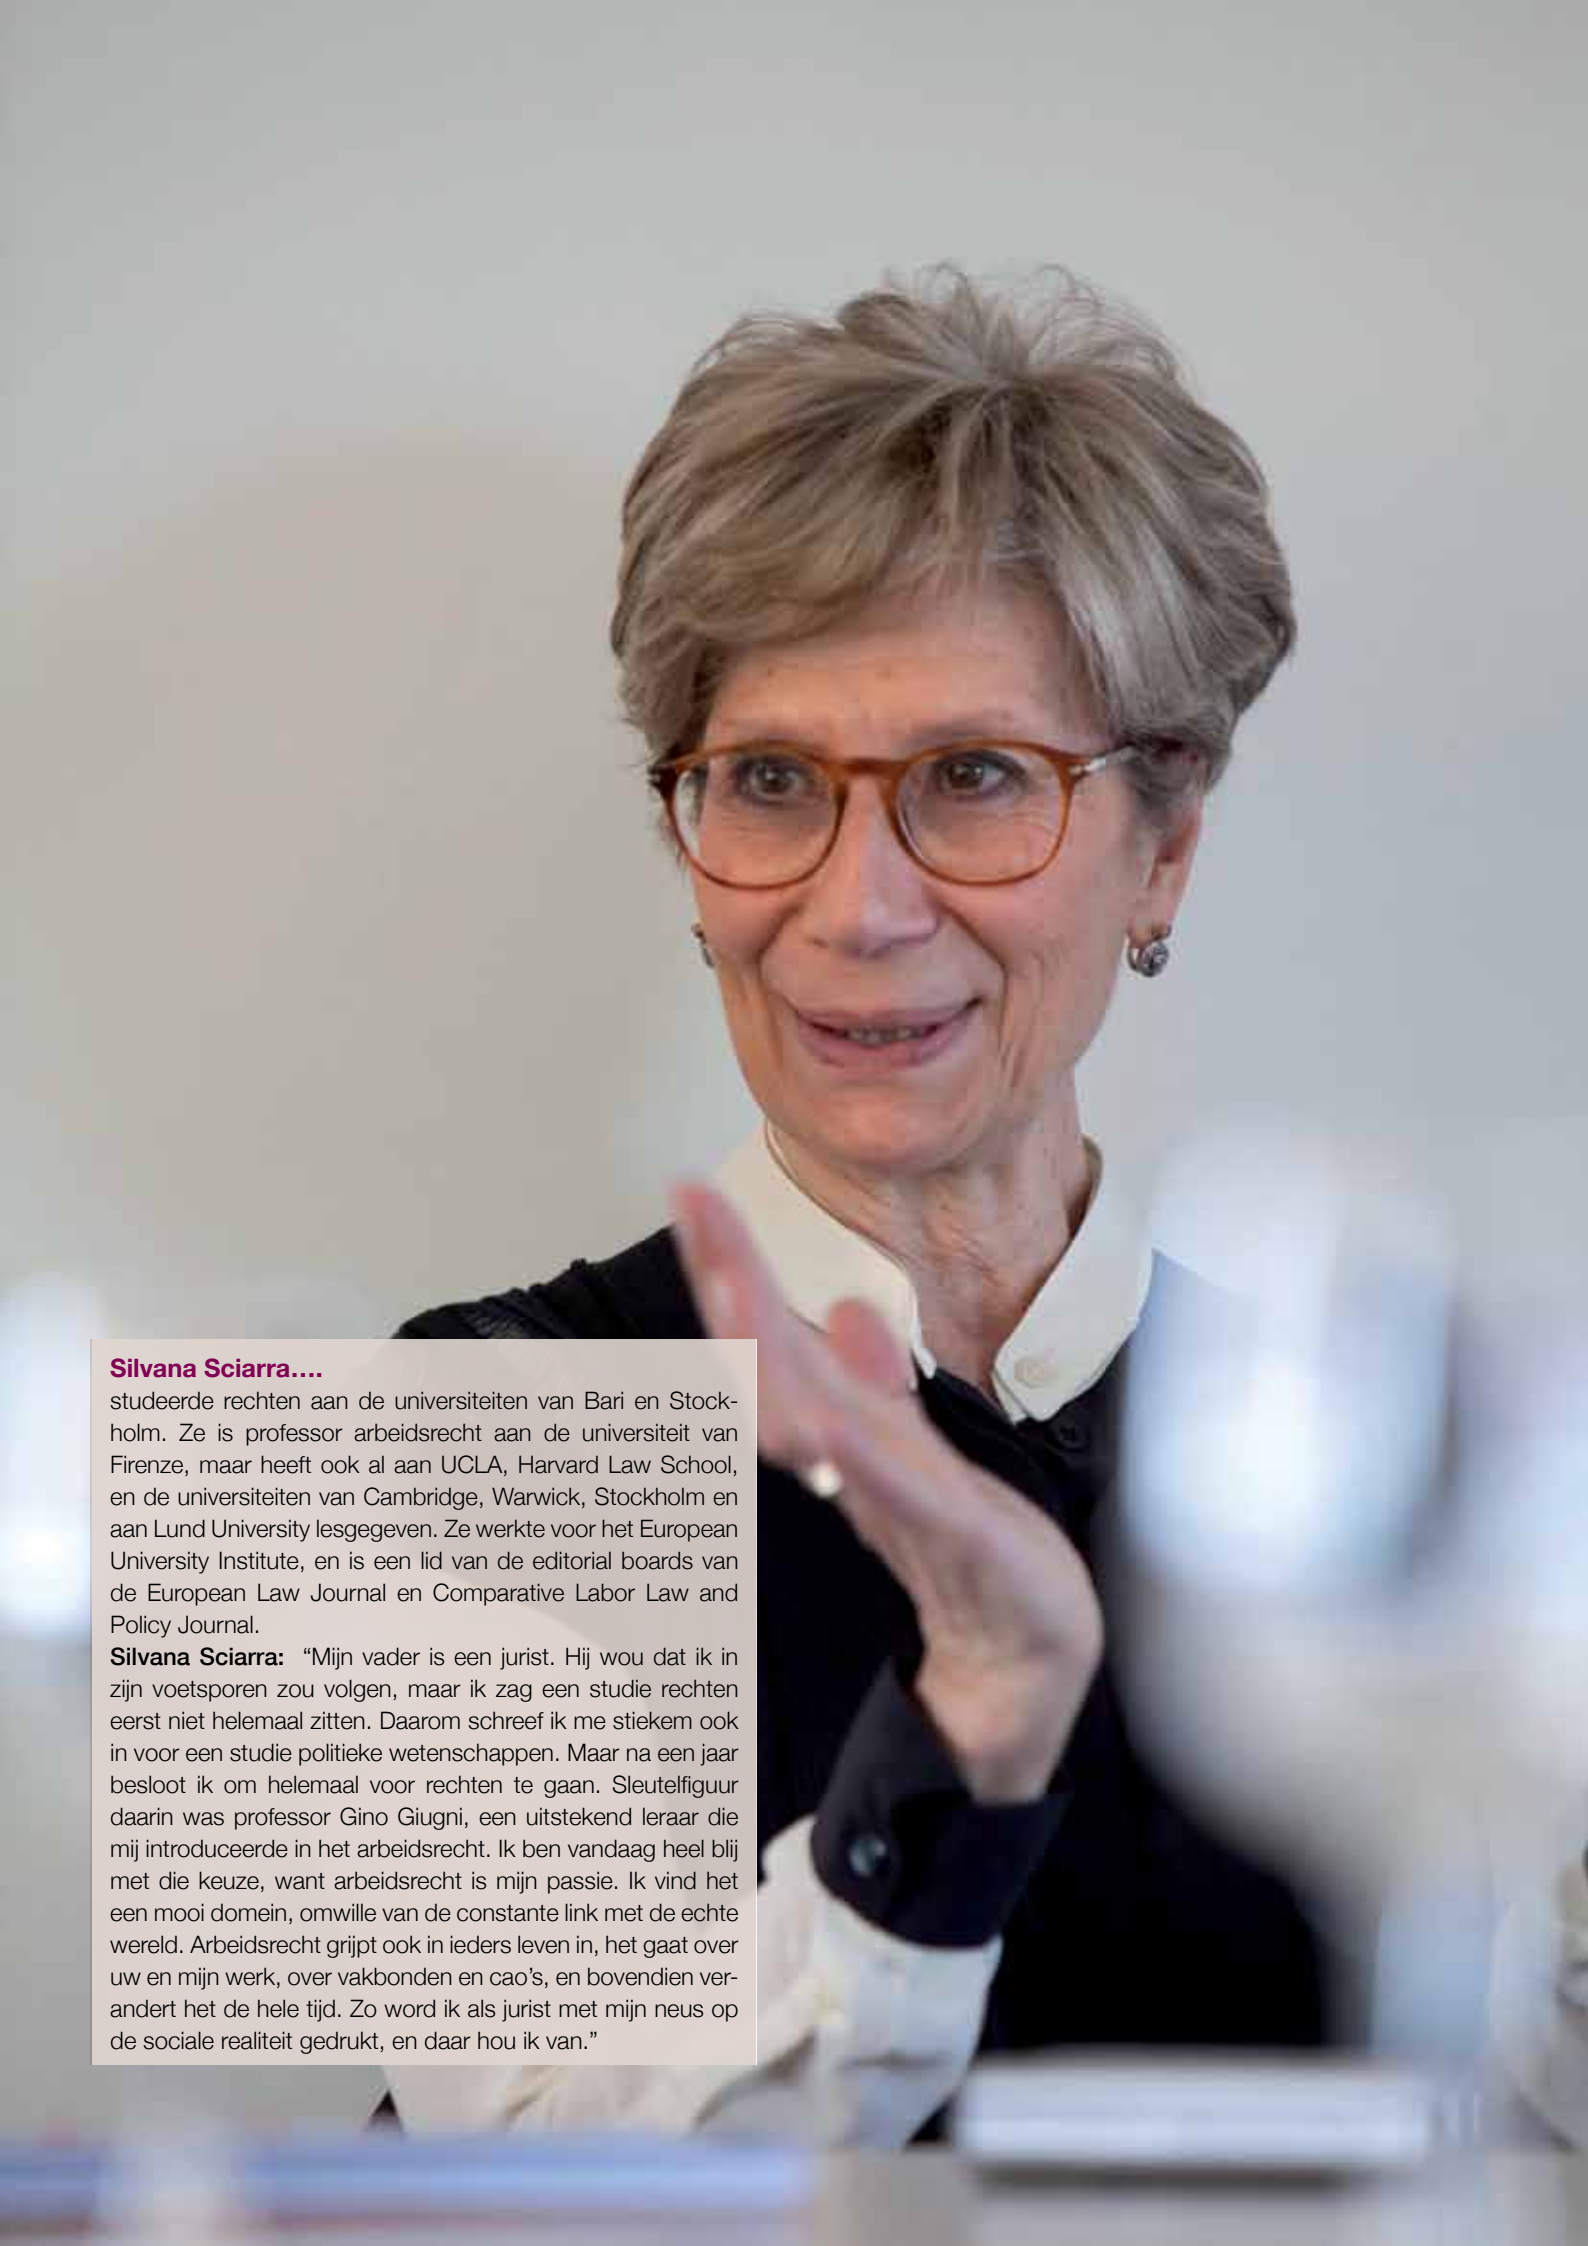 Silvana Sciarra....
studeerde rechten aan de universiteiten van Bari en Stock-
holm. Ze is professor arbeidsrecht aan de universiteit van
Firenze, maar heeft ook al aan UCLA, Harvard Law School,
en de universiteiten van Cambridge, Warwick, Stockholm en
aan Lund University lesgegeven. Ze werkte voor het European
University Institute, en is een lid van de editorial boards van
de European Law Journal en Comparative Labor Law and
Policy Journal.
Silvana Sciarra: “Mijn vader is een jurist. Hij wou dat ik in
zijn voetsporen zou volgen, maar ik zag een studie rechten
eerst niet helemaal zitten. Daarom schreef ik me stiekem ook
in voor een studie politieke wetenschappen. Maar na een jaar
besloot ik om helemaal voor rechten te gaan. Sleutelfiguur
daarin was professor Gino Giugni, een uitstekend leraar die
mij introduceerde in het arbeidsrecht. Ik ben vandaag heel blij
met die keuze, want arbeidsrecht is mijn passie. Ik vind het
een mooi domein, omwille van de constante link met de echte
wereld. Arbeidsrecht grijpt ook in ieders leven in, het gaat over
uw en mijn werk, over vakbonden en cao’s, en bovendien ver-
andert het de hele tijd. Zo word ik als jurist met mijn neus op
de sociale realiteit gedrukt, en daar hou ik van.”